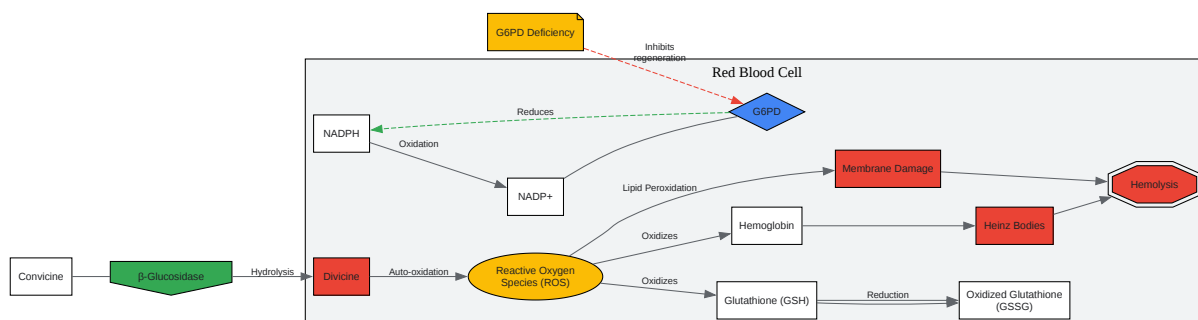 G6PD Deficiency
Inhibits
regeneration
Red Blood Cell
G6PD
Reduces
NADPH
Oxidation
NADP+
Lipid Peroxidation
Membrane Damage
Hemolysis
Hemoglobin
Heinz Bodies
Oxidizes
Convicine
β-Glucosidase
Hydrolysis
Divicine
Auto-oxidation
Reactive Oxygen
Species (ROS)
Oxidizes
Glutathione (GSH)
Reduction
Oxidized Glutathione
(GSSG)